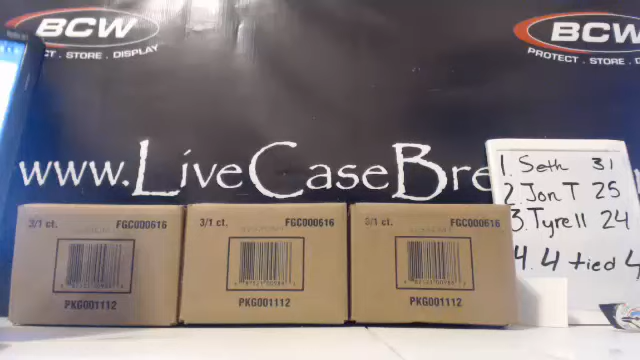 BCW
CT . STORE . DISPLAY
BCW
PROTECT . STORE .
www.LiveCaseBre
1. Seth 31
2. Jon T 25
3. Tyrell 24
4. 4 tied 4
3/1 ct. FGC000616
PKG001112
3/1 ct. FGC000616
PKG001112
3/1 ct. FGC000616
PKG001112